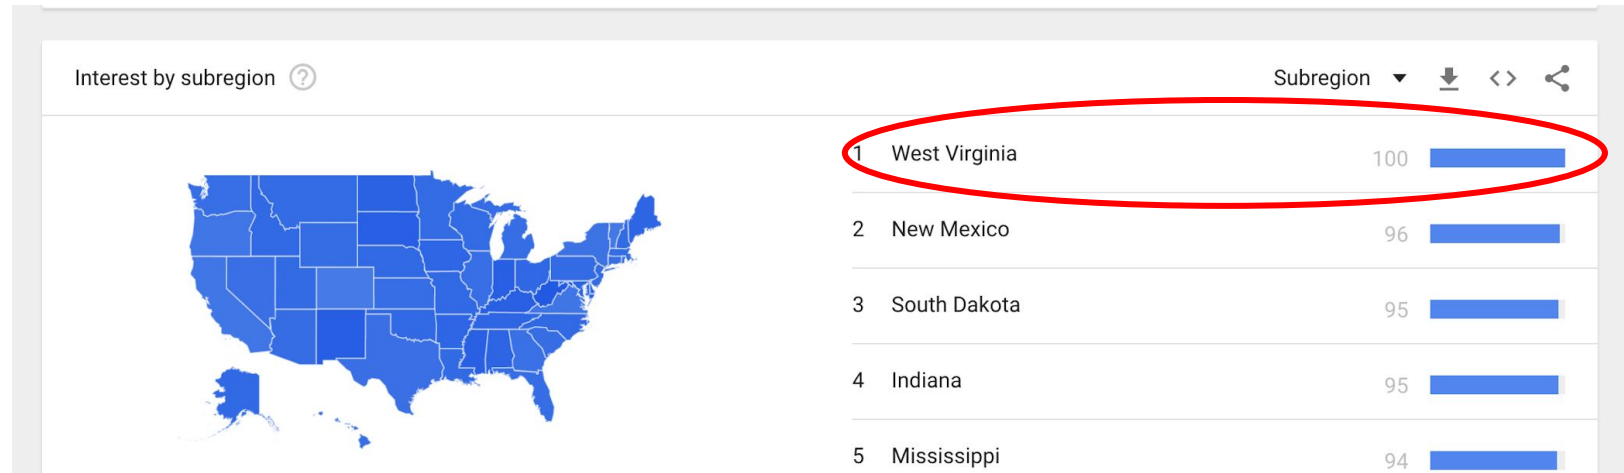 Interest by subregion ?
Subregion
1 West Virginia 100
2 New Mexico 96
3 South Dakota 95
4 Indiana 95
5 Mississippi 94